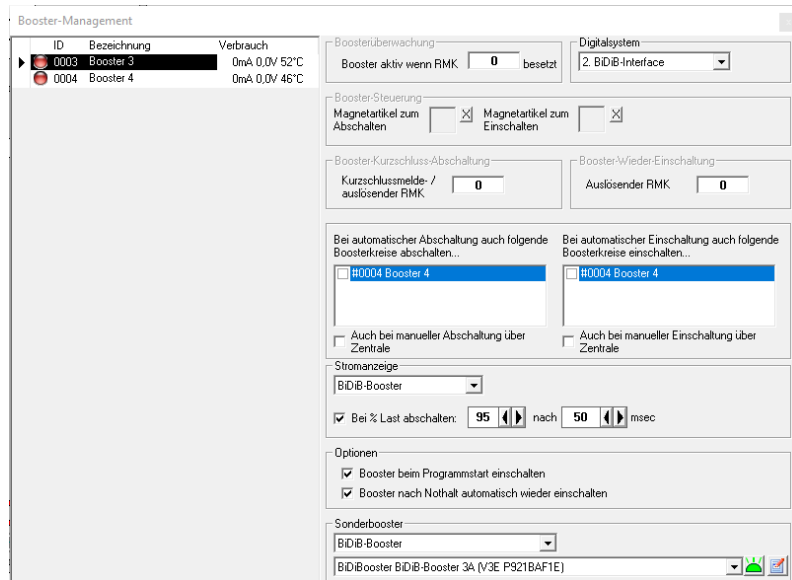 Booster-Management
ID Bezeichnung Verbrauch
0003 Booster 3 0mA 0,0V 52°C
0004 Booster 4 0mA 0,0V 46°C
Boosterüberwachung
Booster aktiv wenn RMK 0 besetzt
Digitalsystem
2. BiDiB-Interface
Booster-Steuerung
Magnetartikel zum Abschalten X
Magnetartikel zum Einschalten X
Booster-Kurzschluss-Abschaltung
Kurzschlussmelde- /
auslösender RMK 0
Booster-Wieder-Einschaltung
Auslösender RMK 0
Bei automatischer Abschaltung auch folgende
Boosterkreise abschalten...
#0004 Booster 4
Auch bei manueller Abschaltung über
Zentrale
Bei automatischer Einschaltung auch folgende
Boosterkreise einschalten...
#0004 Booster 4
Auch bei manueller Einschaltung über
Zentrale
Stromanzeige
BiDiB-Booster
Bei % Last abschalten: 95 nach 50 msec
Optionen
Booster beim Programmstart einschalten
Booster nach Nothalt automatisch wieder einschalten
Sonderbooster
BiDiB-Booster
BiDiBooster BiDiB-Booster 3A (V3E P921BAF1E)